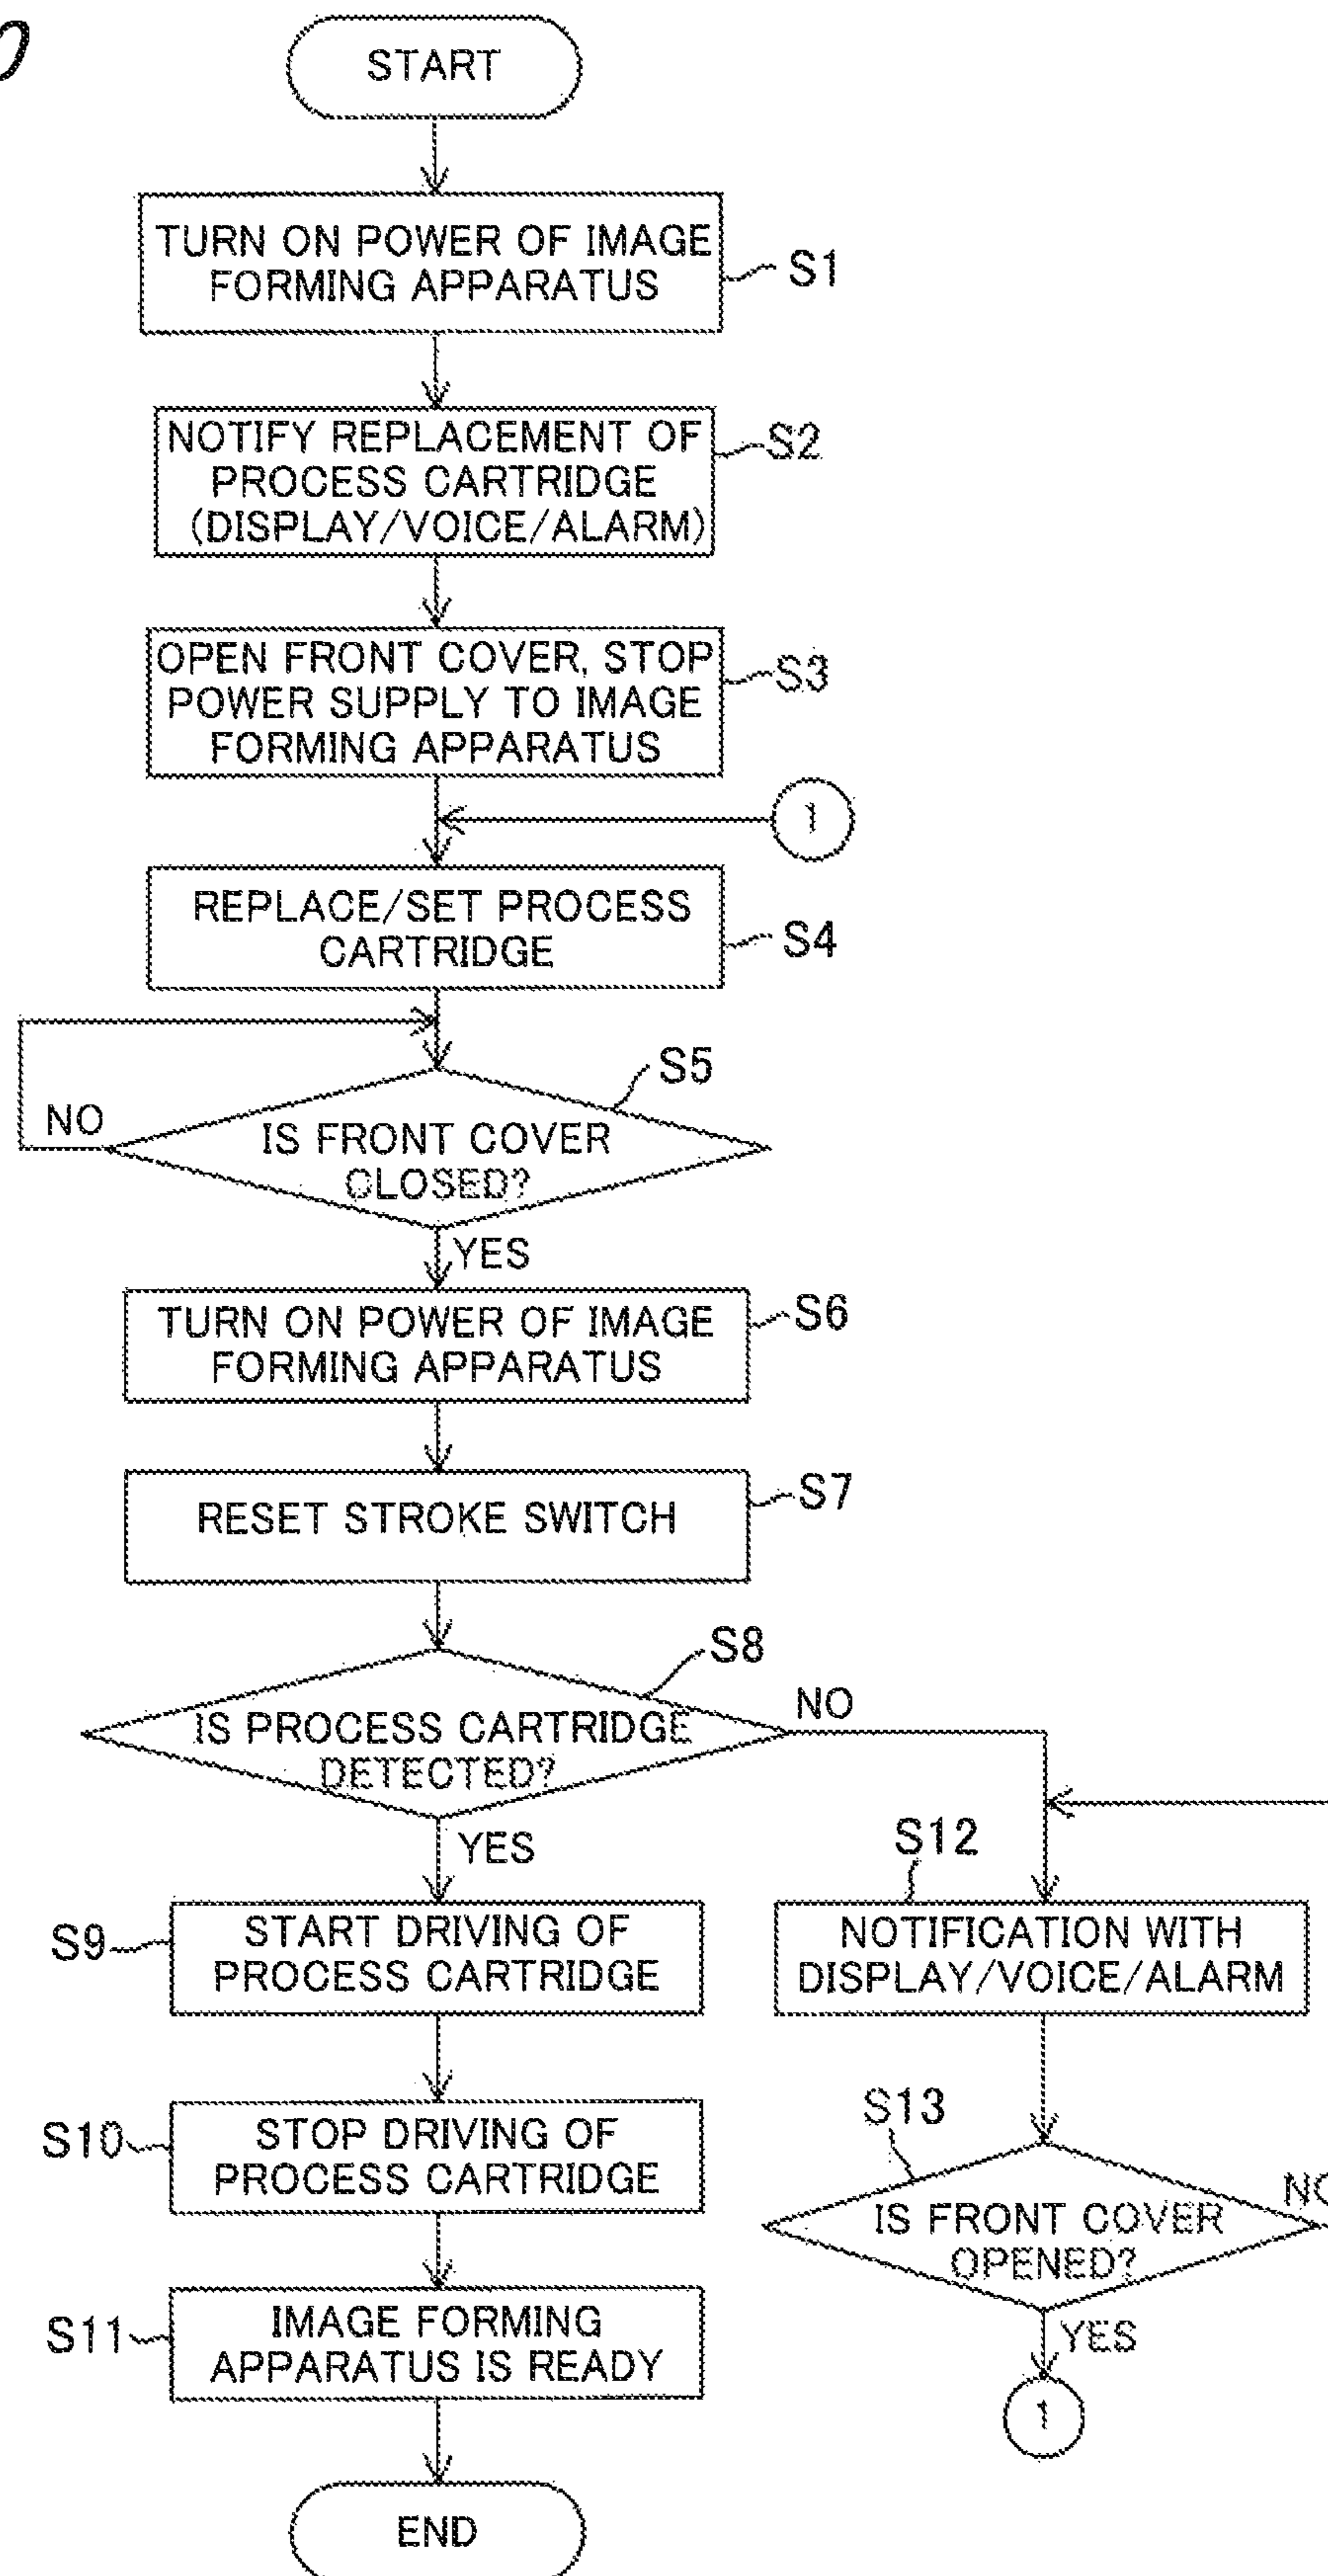 START
TURN ON POWER OF IMAGE
FORMING APPARATUS
S1
NOTIFY REPLACEMENT OF
PROCESS CARTRIDGE
(DISPLAY/VOICE/ALARM)
S2
OPEN FRONT COVER, STOP
POWER SUPPLY TO IMAGE
FORMING APPARATUS
S3
1
REPLACE/SET PROCESS
CARTRIDGE
S4
S5
NO
IS FRONT COVER
CLOSED?
YES
TURN ON POWER OF IMAGE
FORMING APPARATUS
S6
RESET STROKE SWITCH
S7
S8
NO
IS PROCESS CARTRIDGE
DETECTED?
YES
S9
START DRIVING OF
PROCESS CARTRIDGE
S12
NOTIFICATION WITH
DISPLAY/VOICE/ALARM
S10
STOP DRIVING OF
PROCESS CARTRIDGE
S13
IS FRONT COVER
OPENED?
NO
YES
1
S11
IMAGE FORMING
APPARATUS IS READY
END